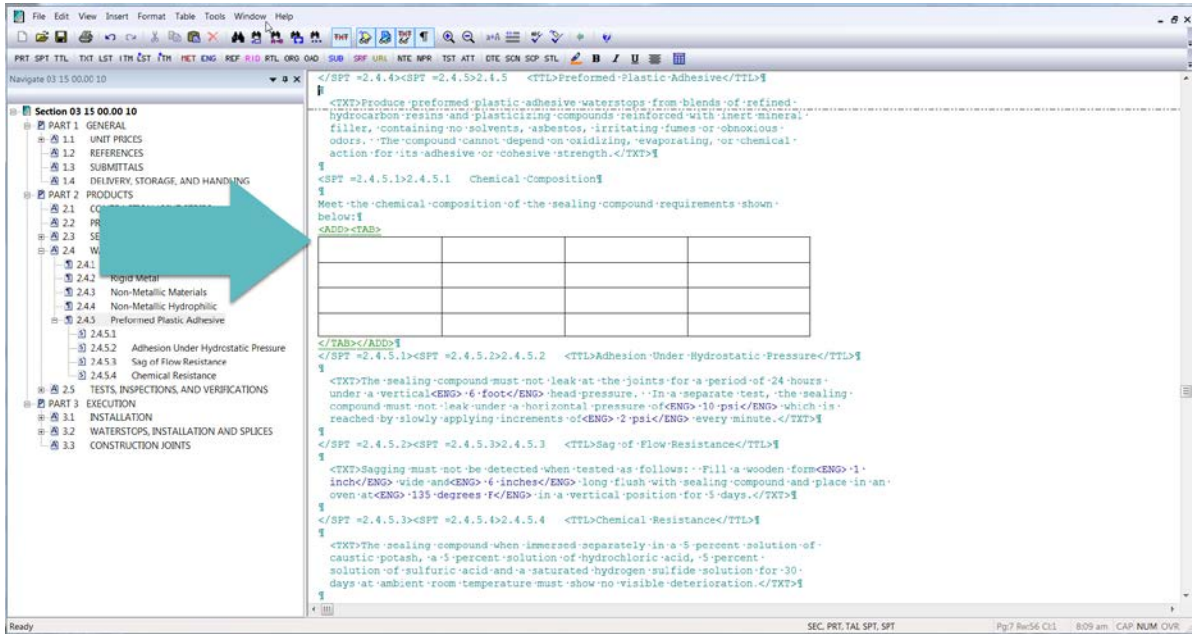 File Edit View Insert Format Table Tools Window Help
PRT SPT TTL TXT LST ITM LST ITM MET ENG REF RID RTL ORG OAD SUB SRF URL NTE NPR TST ATT DTE SCN SCP STL B I U
Navigate 03 15 00.00 10
Section 03 15 00.00 10
PART 1 GENERAL
1.1 UNIT PRICES
1.2 REFERENCES
1.3 SUBMITTALS
1.4 DELIVERY, STORAGE, AND HANDLING
PART 2 PRODUCTS
2.1
2.2
2.3
2.4
2.4.1
2.4.2 Rigid Metal
2.4.3 Non-Metallic Materials
2.4.4 Non-Metallic Hydrophilic
2.4.5 Preformed Plastic Adhesive
2.4.5.1
2.4.5.2 Adhesion Under Hydrostatic Pressure
2.4.5.3 Sag of Flow Resistance
2.4.5.4 Chemical Resistance
2.5 TESTS, INSPECTIONS, AND VERIFICATIONS
PART 3 EXECUTION
3.1 INSTALLATION
3.2 WATERSTOPS, INSTALLATION AND SPLICES
3.3 CONSTRUCTION JOINTS
</SPT =2.4.4><SPT =2.4.5>2.4.5 <TTL>Preformed·Plastic·Adhesive</TTL>¶
¶
<TXT>Produce·preformed·plastic·adhesive·waterstops·from·blends·of·refined·
hydrocarbon·resins·and·plasticizing·compounds·reinforced·with·inert·mineral·
filler,·containing·no·solvents,·asbestos,·irritating·fumes·or·obnoxious·
odors.··The·compound·cannot·depend·on·oxidizing,·evaporating,·or·chemical·
action·for·its·adhesive·or·cohesive·strength.</TXT>¶
¶
<SPT =2.4.5.1>2.4.5.1 Chemical·Composition¶
¶
Meet·the·chemical·composition·of·the·sealing·compound·requirements·shown·
below:¶
<ADD><TAB>
</TAB></ADD>¶
</SPT =2.4.5.1><SPT =2.4.5.2>2.4.5.2 <TTL>Adhesion·Under·Hydrostatic·Pressure</TTL>¶
¶
<TXT>The·sealing·compound·must·not·leak·at·the·joints·for·a·period·of·24·hours·
under·a·vertical<ENG>·6·foot</ENG>·head·pressure.··In·a·separate·test,·the·sealing·
compound·must·not·leak·under·a·horizontal·pressure·of<ENG>·10·psi</ENG>·which·is·
reached·by·slowly·applying·increments·of<ENG>·2·psi</ENG>·every·minute.</TXT>¶
¶
</SPT =2.4.5.2><SPT =2.4.5.3>2.4.5.3 <TTL>Sag·of·Flow·Resistance</TTL>¶
¶
<TXT>Sagging·must·not·be·detected·when·tested·as·follows:··Fill·a·wooden·form<ENG>·1·
inch</ENG>·wide·and<ENG>·6·inches</ENG>·long·flush·with·sealing·compound·and·place·in·an·
oven·at<ENG>·135·degrees·F</ENG>·in·a·vertical·position·for·5·days.</TXT>¶
¶
</SPT =2.4.5.3><SPT =2.4.5.4>2.4.5.4 <TTL>Chemical·Resistance</TTL>¶
¶
<TXT>The·sealing·compound·when·immersed·separately·in·a·5·percent·solution·of·
caustic·potash,·a·5·percent·solution·of·hydrochloric·acid,·5·percent·
solution·of·sulfuric·acid·and·a·saturated·hydrogen·sulfide·solution·for·30·
days·at·ambient·room·temperature·must·show·no·visible·deterioration.</TXT>¶
¶
Ready
SEC, PRT, TAI, SPT, SPT
8:09 am CAP NUM OVR